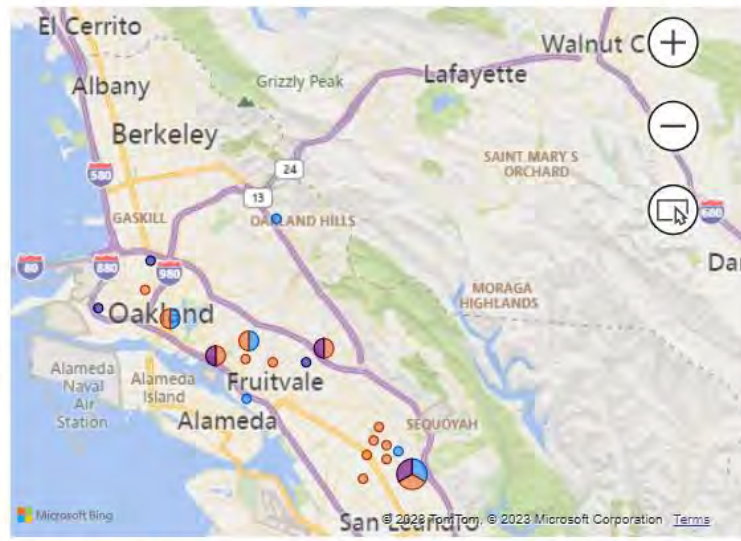 El Cerrito
Walnut C
Albany
Grizzly Peak
Lafayette
Berkeley
SAINT MARY S
ORCHARD
24
580
13
680
GASKILL
OAKLAND HILLS
80
880
980
Da
MORAGA
HIGHLANDS
Oakland
Alameda
Naval
Air
Station
Alameda
Island
Fruitvale
Alameda
SEQUOYAH
Microsoft Bing
San Leandro
© 2023 TomTom, © 2023 Microsoft Corporation Terms